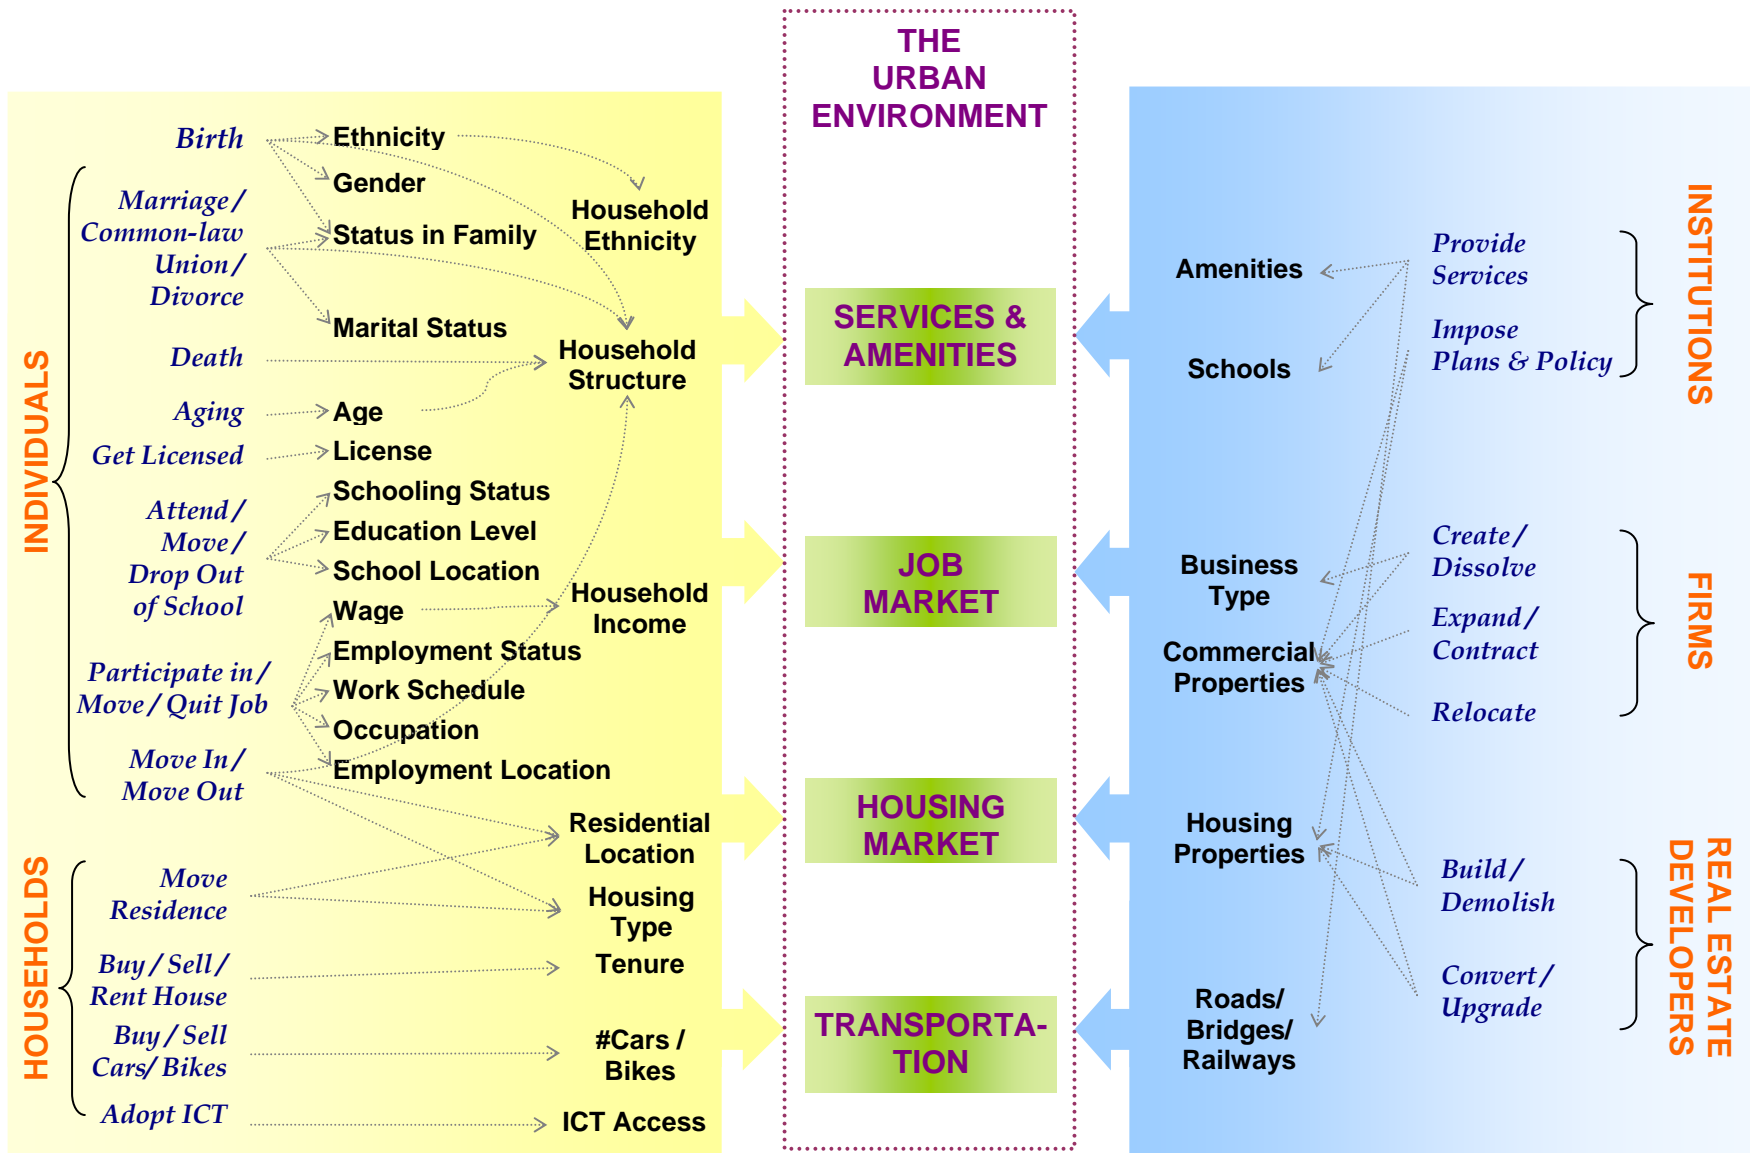 THE
URBAN
ENVIRONMENT
SERVICES &
AMENITIES
JOB
MARKET
HOUSING
MARKET
TRANSPORTA-
TION
INDIVIDUALS
Birth
Marriage /
Common-law
Union /
Divorce
Death
Aging
Get Licensed
Attend /
Move /
Drop Out
of School
Participate in /
Move / Quit Job
Move In /
Move Out
HOUSEHOLDS
Move
Residence
Buy / Sell /
Rent House
Buy / Sell
Cars/ Bikes
Adopt ICT
Ethnicity
Gender
Status in Family
Marital Status
Age
License
Schooling Status
Education Level
School Location
Wage
Employment Status
Work Schedule
Occupation
Employment Location
Household
Ethnicity
Household
Structure
Household
Income
Residential
Location
Housing
Type
Tenure
#Cars /
Bikes
ICT Access
Amenities
Schools
Business
Type
Commercial
Properties
Housing
Properties
Roads/
Bridges/
Railways
Provide
Services
Impose
Plans & Policy
INSTITUTIONS
Create /
Dissolve
Expand /
Contract
Relocate
FIRMS
Build /
Demolish
Convert /
Upgrade
REAL ESTATE
DEVELOPERS